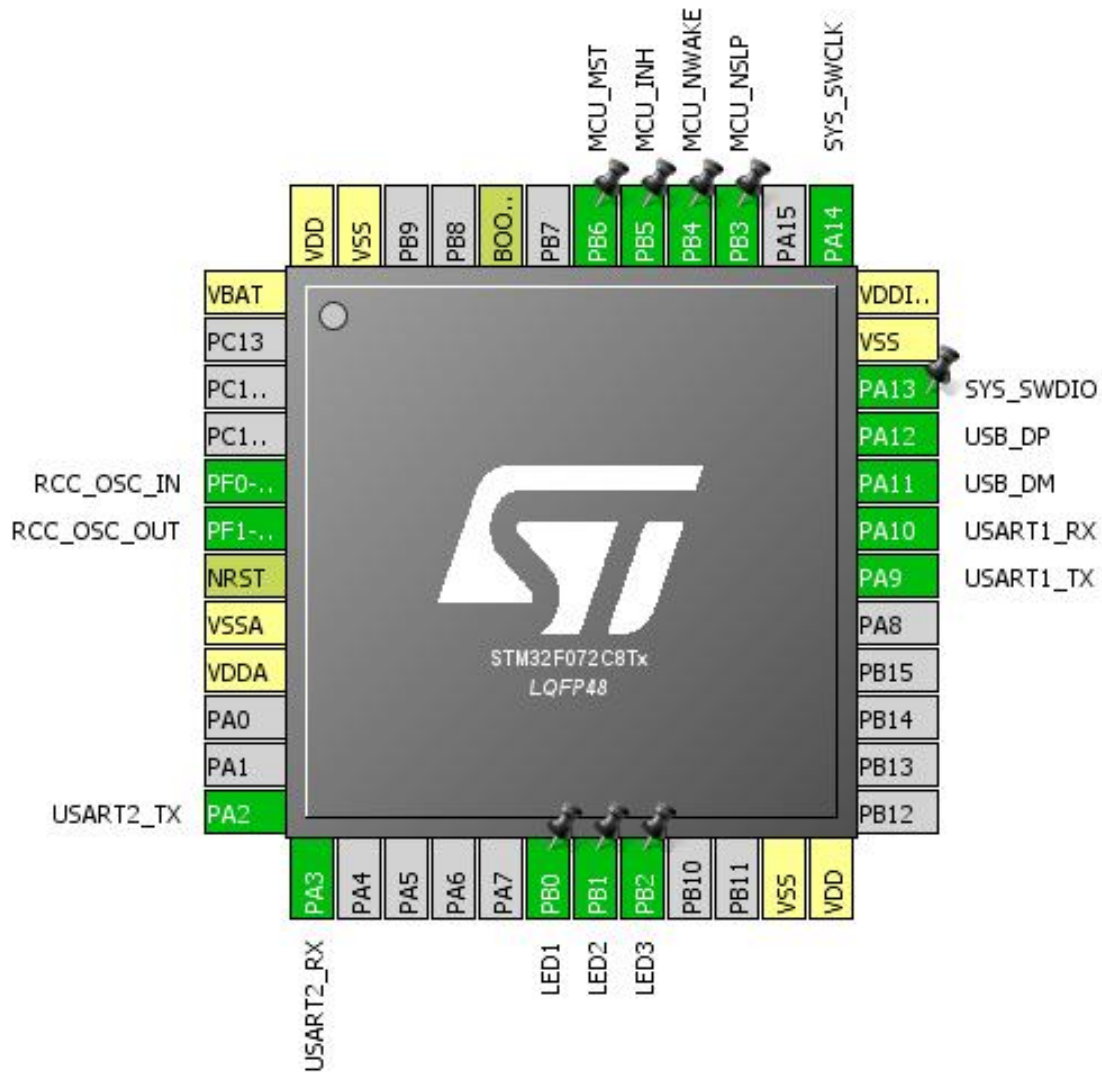 MCU_MST
MCU_INH
MCU_NWAKE
MCU_NSLP
SYS_SWCLK
VDD
VSS
PB9
PB8
BOO..
PB7
PB6
PB5
PB4
PB3
PA15
PA14
VBAT
PC13
PC1..
PC1..
RCC_OSC_IN PF0-..
RCC_OSC_OUT PF1-..
NRST
VSSA
VDDA
PA0
PA1
USART2_TX PA2
ST
STM32F072C8Tx
LQFP48
VDDI..
VSS
PA13 SYS_SWDIO
PA12 USB_DP
PA11 USB_DM
PA10 USART1_RX
PA9 USART1_TX
PA8
PB15
PB14
PB13
PB12
PA3
PA4
PA5
PA6
PA7
PB0
PB1
PB2
PB10
PB11
VSS
VDD
USART2_RX
LED1
LED2
LED3